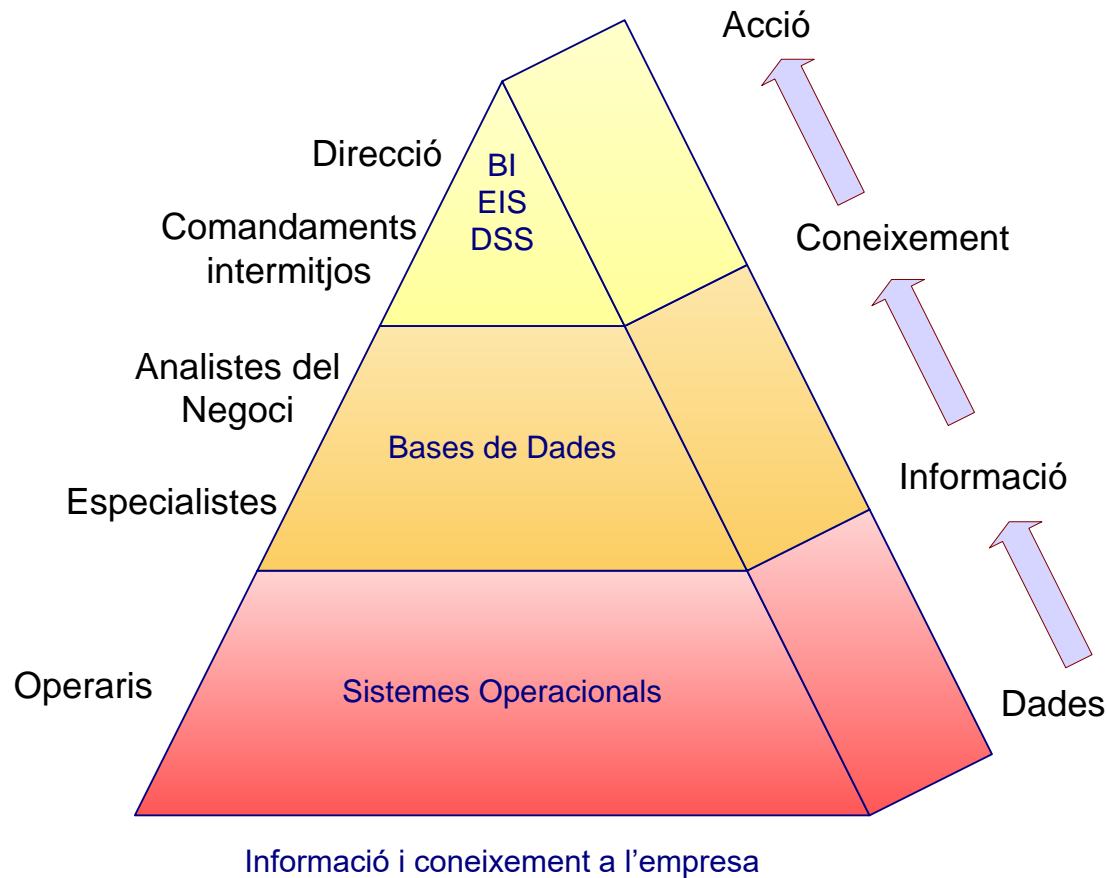 Acció
Direcció
BI
EIS
DSS
Comandaments
intermitjos
Coneixement
Analistes del
Negoci
Bases de Dades
Informació
Especialistes
Operaris
Sistemes Operacionals
Dades
Informació i coneixement a l’empresa